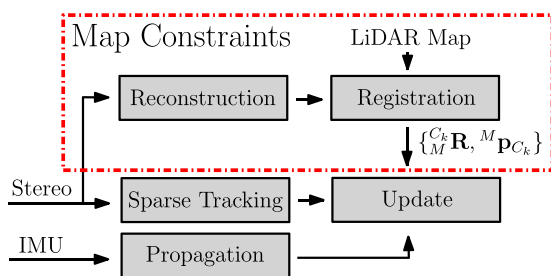 Map Constraints
LiDAR Map
Reconstruction
Registration
{^{C_k}_M R, ^M p_{C_k}}
Stereo
Sparse Tracking
Update
IMU
Propagation